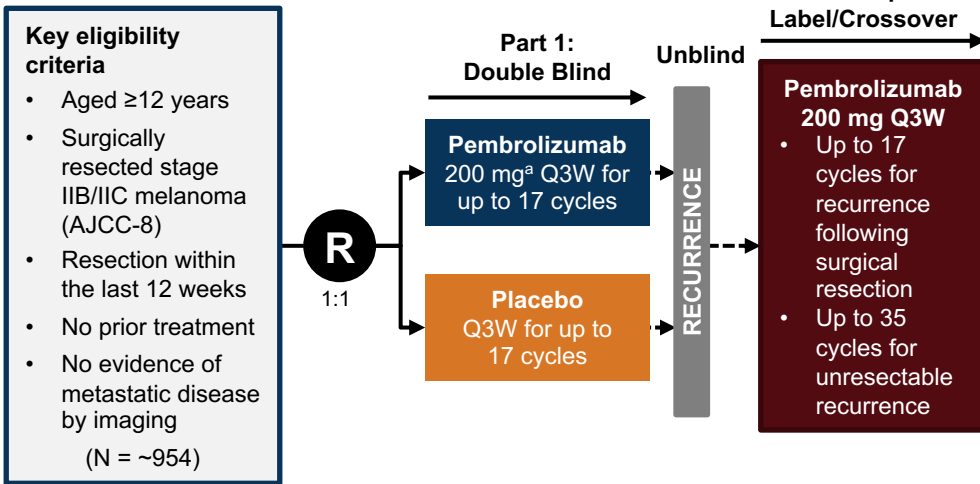 Key eligibility
criteria
• Aged ≥12 years
• Surgically
resected stage
IIB/IIC melanoma
(AJCC-8)
• Resection within
the last 12 weeks
• No prior treatment
• No evidence of
metastatic disease
by imaging
(N = ~954)
R
1:1
Part 1:
Double Blind
Pembrolizumab
200 mgᵃ Q3W for
up to 17 cycles
Placebo
Q3W for up to
17 cycles
Unblind
RECURRENCE
Label/Crossover
Pembrolizumab
200 mg Q3W
• Up to 17
cycles for
recurrence
following
surgical
resection
• Up to 35
cycles for
unresectable
recurrence